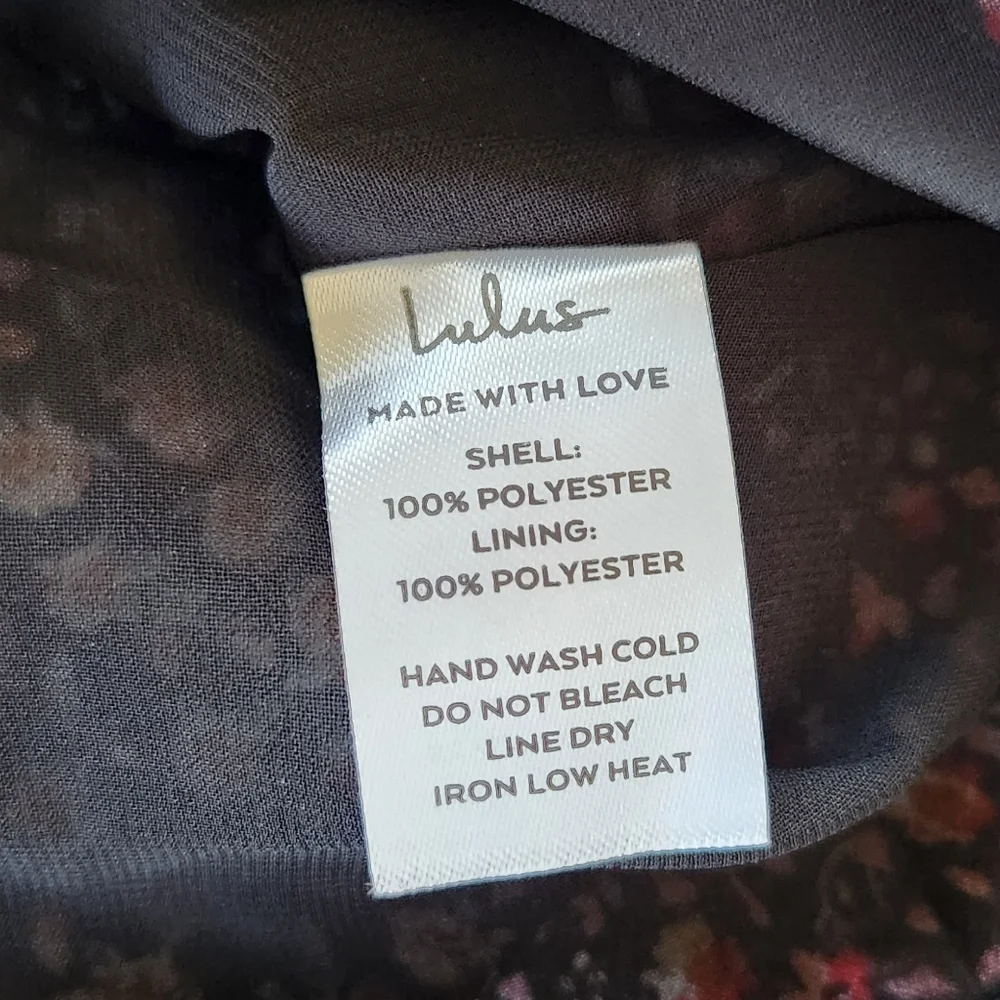 Lulus
MADE WITH LOVE
SHELL:
100% POLYESTER
LINING:
100% POLYESTER
HAND WASH COLD
DO NOT BLEACH
LINE DRY
IRON LOW HEAT